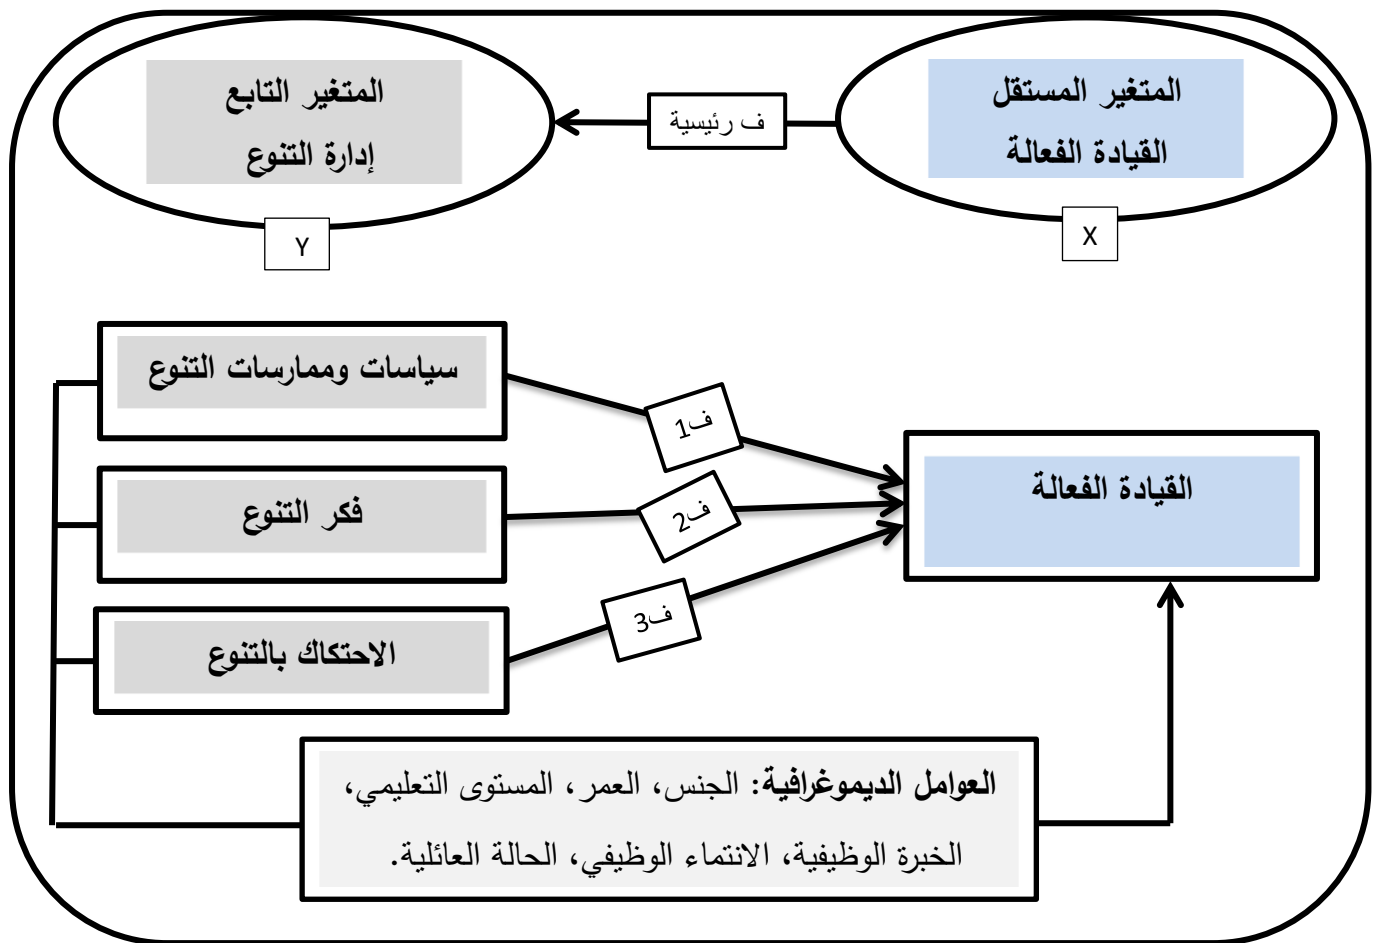 المتغير المستقل
القيادة الفعالة
X
ف رئيسية
المتغير التابع
إدارة التنوع
Y
سياسات وممارسات التنوع
فكر التنوع
الاحتكاك بالتنوع
ف1
ف2
ف3
القيادة الفعالة
العوامل الديموغرافية: الجنس، العمر، المستوى التعليمي،
الخبرة الوظيفية، الانتماء الوظيفي، الحالة العائلية.